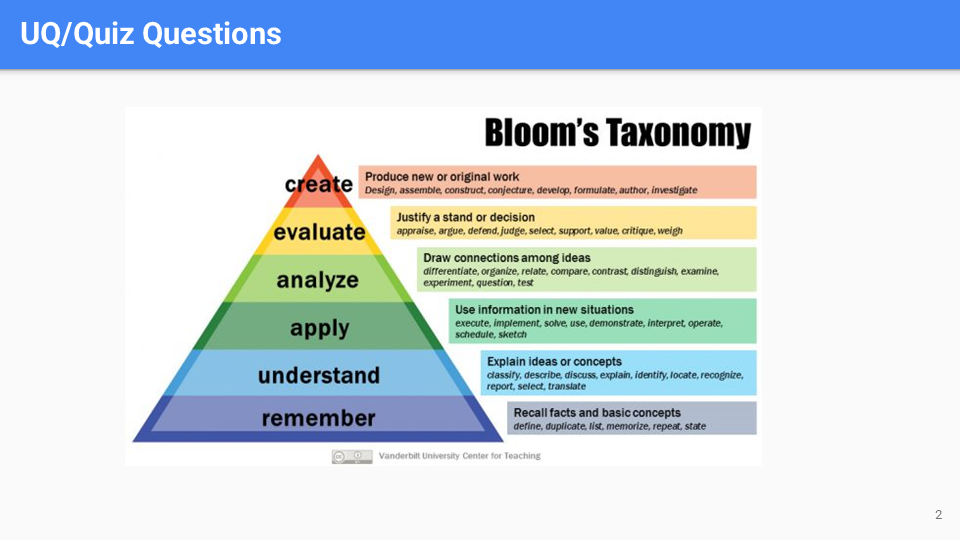 UQ/Quiz Questions
Bloom's Taxonomy
create
Produce new or original work
Design, assemble, construct, conjecture, develop, formulate, author, investigate
evaluate
Justify a stand or decision
appraise, argue, defend, judge, select, support, value, critique, weigh
analyze
Draw connections among ideas
differentiate, organize, relate, compare, contrast, distinguish, examine,
experiment, question, test
apply
Use information in new situations
execute, implement, solve, use, demonstrate, interpret, operate,
schedule, sketch
understand
Explain ideas or concepts
classify, describe, discuss, explain, identify, locate, recognize,
report, select, translate
remember
Recall facts and basic concepts
define, duplicate, list, memorize, repeat, state
Vanderbilt University Center for Teaching
2